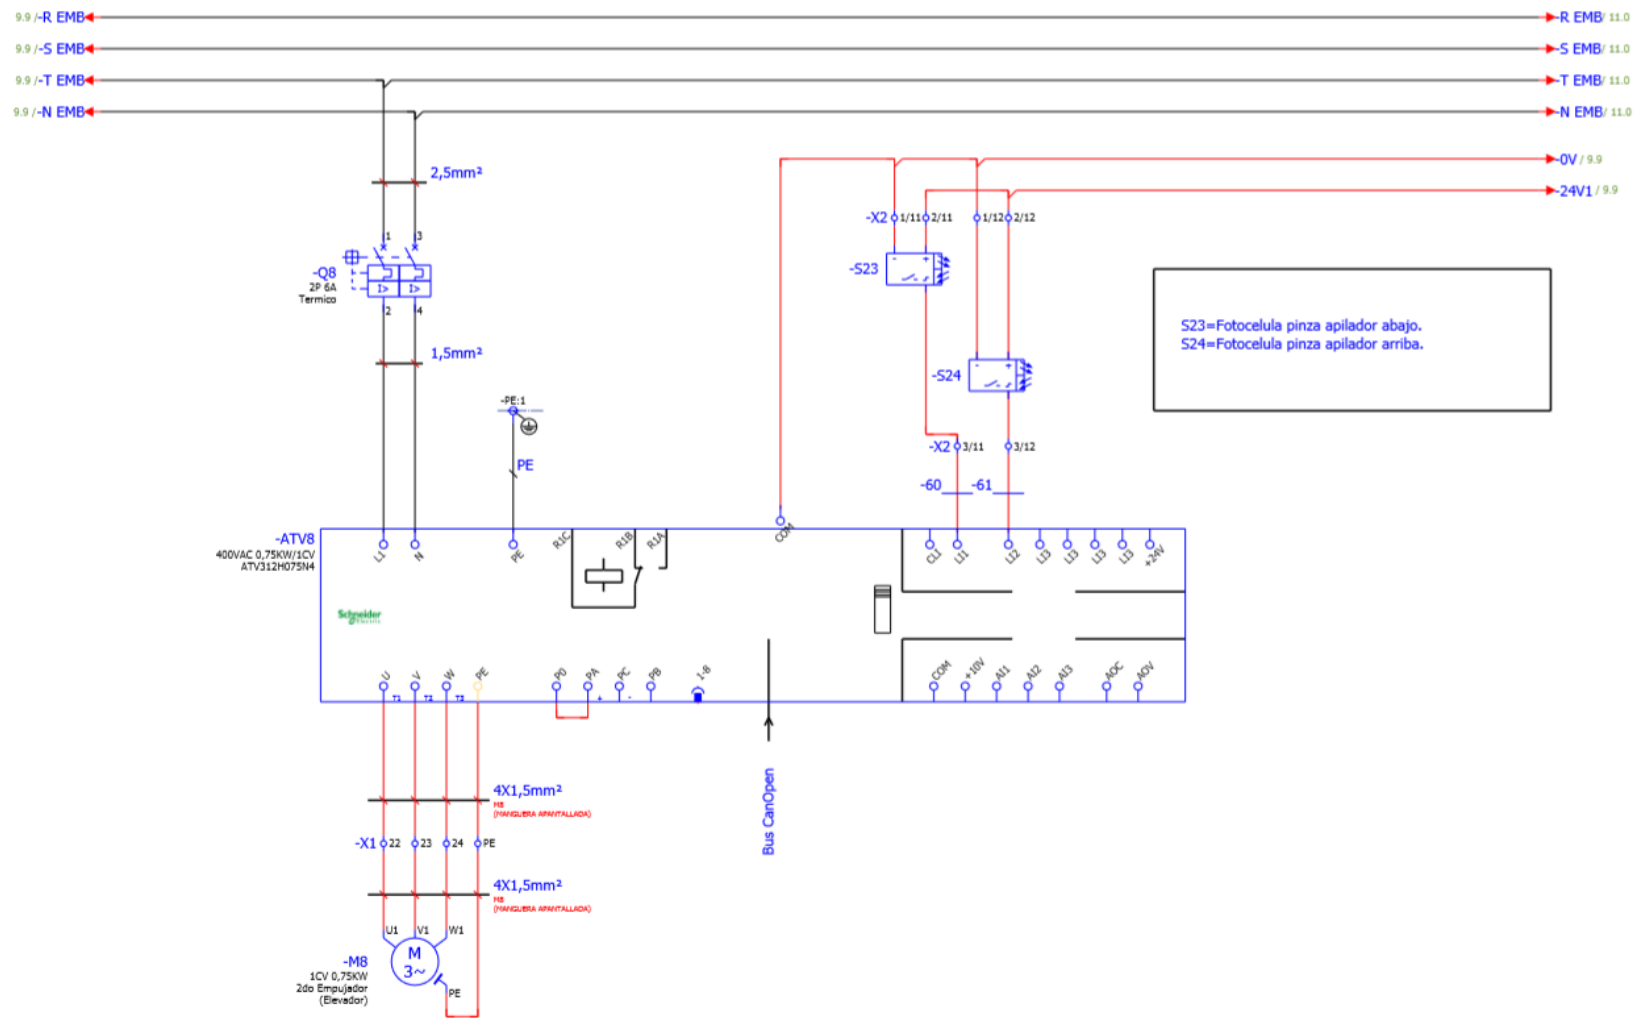 9.9 /-R EMB
-R EMB/ 11.0
9.9 /-S EMB
-S EMB/ 11.0
9.9 /-T EMB
-T EMB/ 11.0
9.9 /-N EMB
-N EMB/ 11.0
-0V / 9.9
2,5mm²
-24V1 / 9.9
-X2 1/11 2/11 1/12 2/12
1 3
-Q8
2P 6A
Termico
I> I>
2 4
-S23
- +
S23=Fotocelula pinza apilador abajo.
S24=Fotocelula pinza apilador arriba.
1,5mm²
-S24
- +
-PE:1
PE
-X2 3/11 3/12
-60 -61
-ATV8
400VAC 0,75KW/1CV
ATV312H075N4
L1 N PE R1C R1B R1A COM CLI LI1 LI2 LI3 LI3 LI3 LI3 +24V
Schneider
Electric
U V W PE P0 PA PC PB 1-8 COM +10V AI1 AI2 AI3 AOC AOV
T1 T2 T3 + -
Bus CanOpen
4X1,5mm²
M8
(MANGUERA APANTALLADA)
-X1 22 23 24 PE
4X1,5mm²
M8
(MANGUERA APANTALLADA)
U1 V1 W1
M
3~
-M8
1CV 0,75KW
2do Empujador
(Elevador)
PE